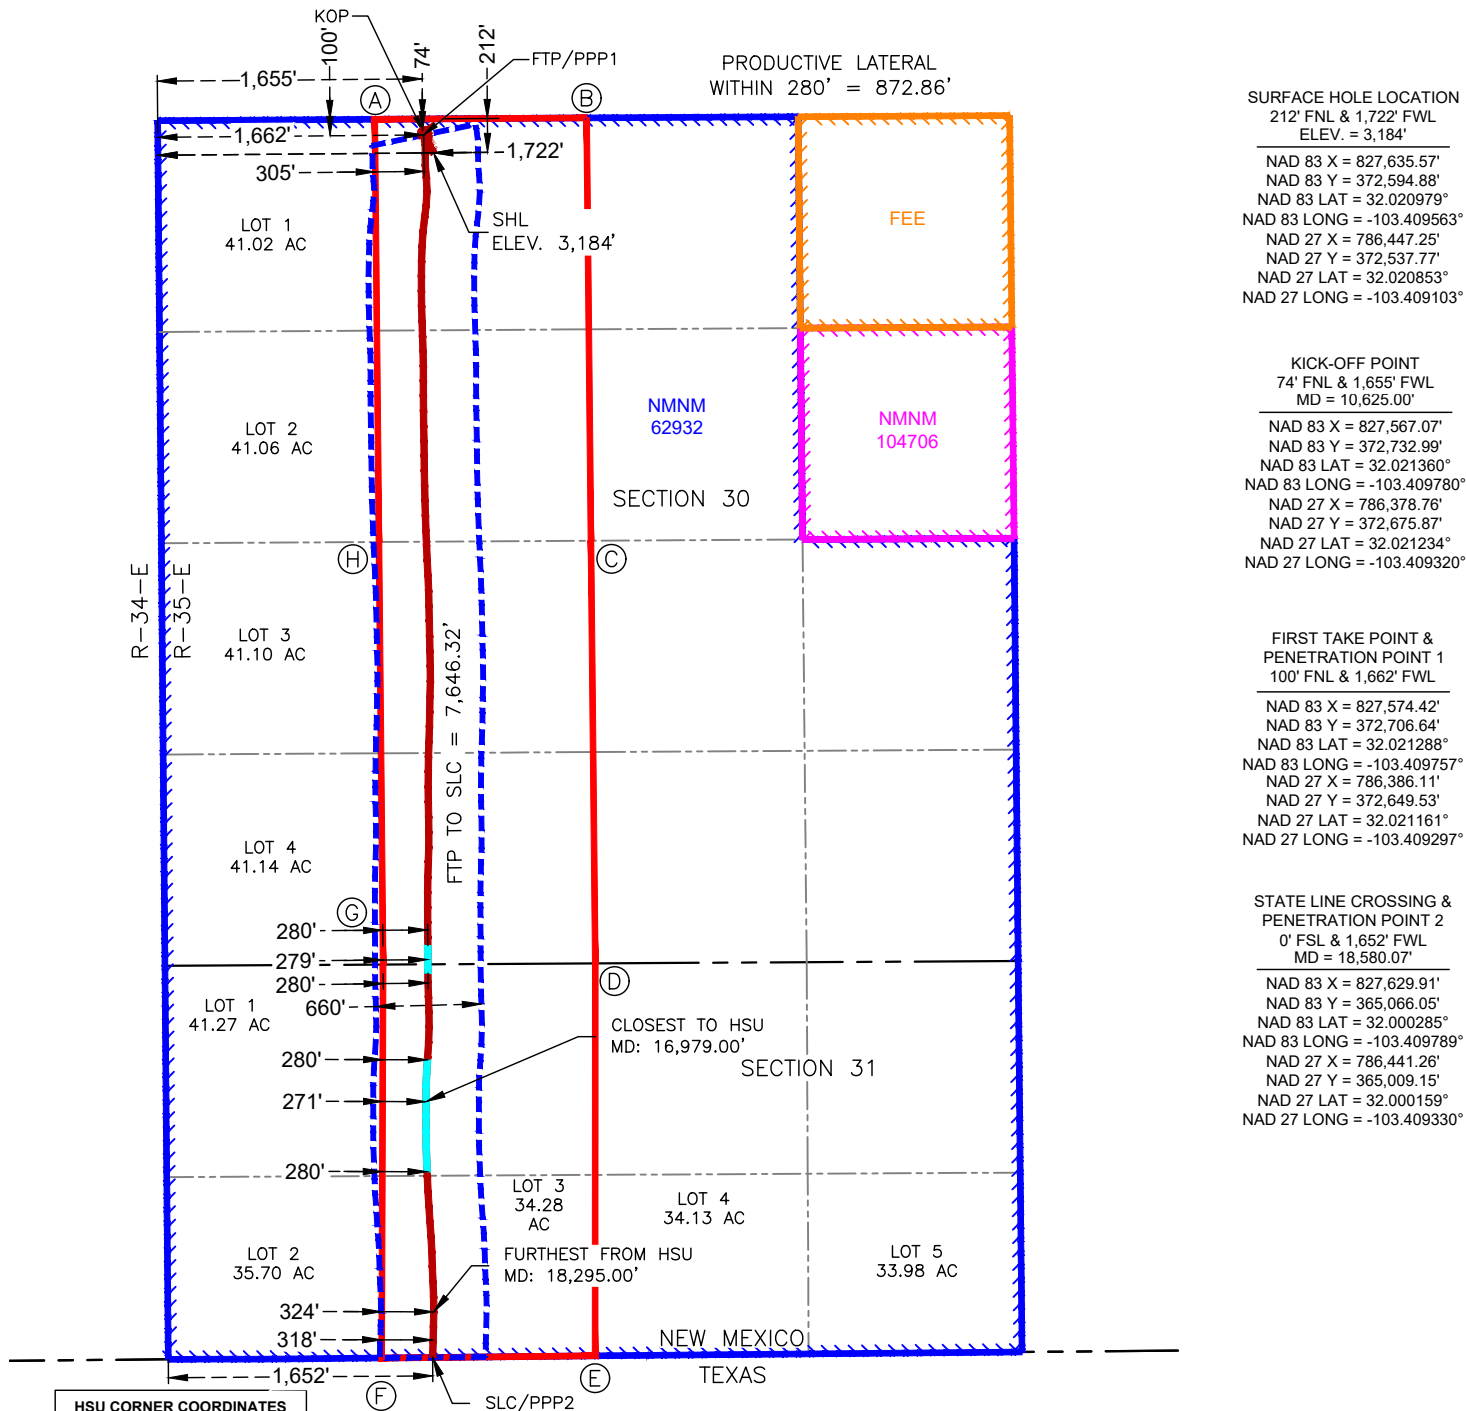 KOP
100'
74'
212'
FTP/PPP1
PRODUCTIVE LATERAL
WITHIN 280' = 872.86'
1,655'
A
B
1,662'
1,722'
305'
SHL
ELEV. 3,184'
LOT 1
41.02 AC
FEE
LOT 2
41.06 AC
NMNM
62932
NMNM
104706
SECTION 30
H
C
R-34-E
R-35-E
LOT 3
41.10 AC
FTP TO SLC = 7,646.32'
LOT 4
41.14 AC
G
280'
279'
280'
D
LOT 1
41.27 AC
660'
CLOSEST TO HSU
MD: 16,979.00'
280'
SECTION 31
271'
280'
LOT 3
34.28
AC
LOT 4
34.13 AC
LOT 2
35.70 AC
FURTHEST FROM HSU
MD: 18,295.00'
LOT 5
33.98 AC
324'
318'
NEW MEXICO
TEXAS
1,652'
F
E
SLC/PPP2
HSU CORNER COORDINATES
SURFACE HOLE LOCATION
212' FNL & 1,722' FWL
ELEV. = 3,184'
NAD 83 X = 827,635.57'
NAD 83 Y = 372,594.88'
NAD 83 LAT = 32.020979°
NAD 83 LONG = -103.409563°
NAD 27 X = 786,447.25'
NAD 27 Y = 372,537.77'
NAD 27 LAT = 32.020853°
NAD 27 LONG = -103.409103°
KICK-OFF POINT
74' FNL & 1,655' FWL
MD = 10,625.00'
NAD 83 X = 827,567.07'
NAD 83 Y = 372,732.99'
NAD 83 LAT = 32.021360°
NAD 83 LONG = -103.409780°
NAD 27 X = 786,378.76'
NAD 27 Y = 372,675.87'
NAD 27 LAT = 32.021234°
NAD 27 LONG = -103.409320°
FIRST TAKE POINT &
PENETRATION POINT 1
100' FNL & 1,662' FWL
NAD 83 X = 827,574.42'
NAD 83 Y = 372,706.64'
NAD 83 LAT = 32.021288°
NAD 83 LONG = -103.409757°
NAD 27 X = 786,386.11'
NAD 27 Y = 372,649.53'
NAD 27 LAT = 32.021161°
NAD 27 LONG = -103.409297°
STATE LINE CROSSING &
PENETRATION POINT 2
0' FSL & 1,652' FWL
MD = 18,580.07'
NAD 83 X = 827,629.91'
NAD 83 Y = 365,066.05'
NAD 83 LAT = 32.000285°
NAD 83 LONG = -103.409789°
NAD 27 X = 786,441.26'
NAD 27 Y = 365,009.15'
NAD 27 LAT = 32.000159°
NAD 27 LONG = -103.409330°